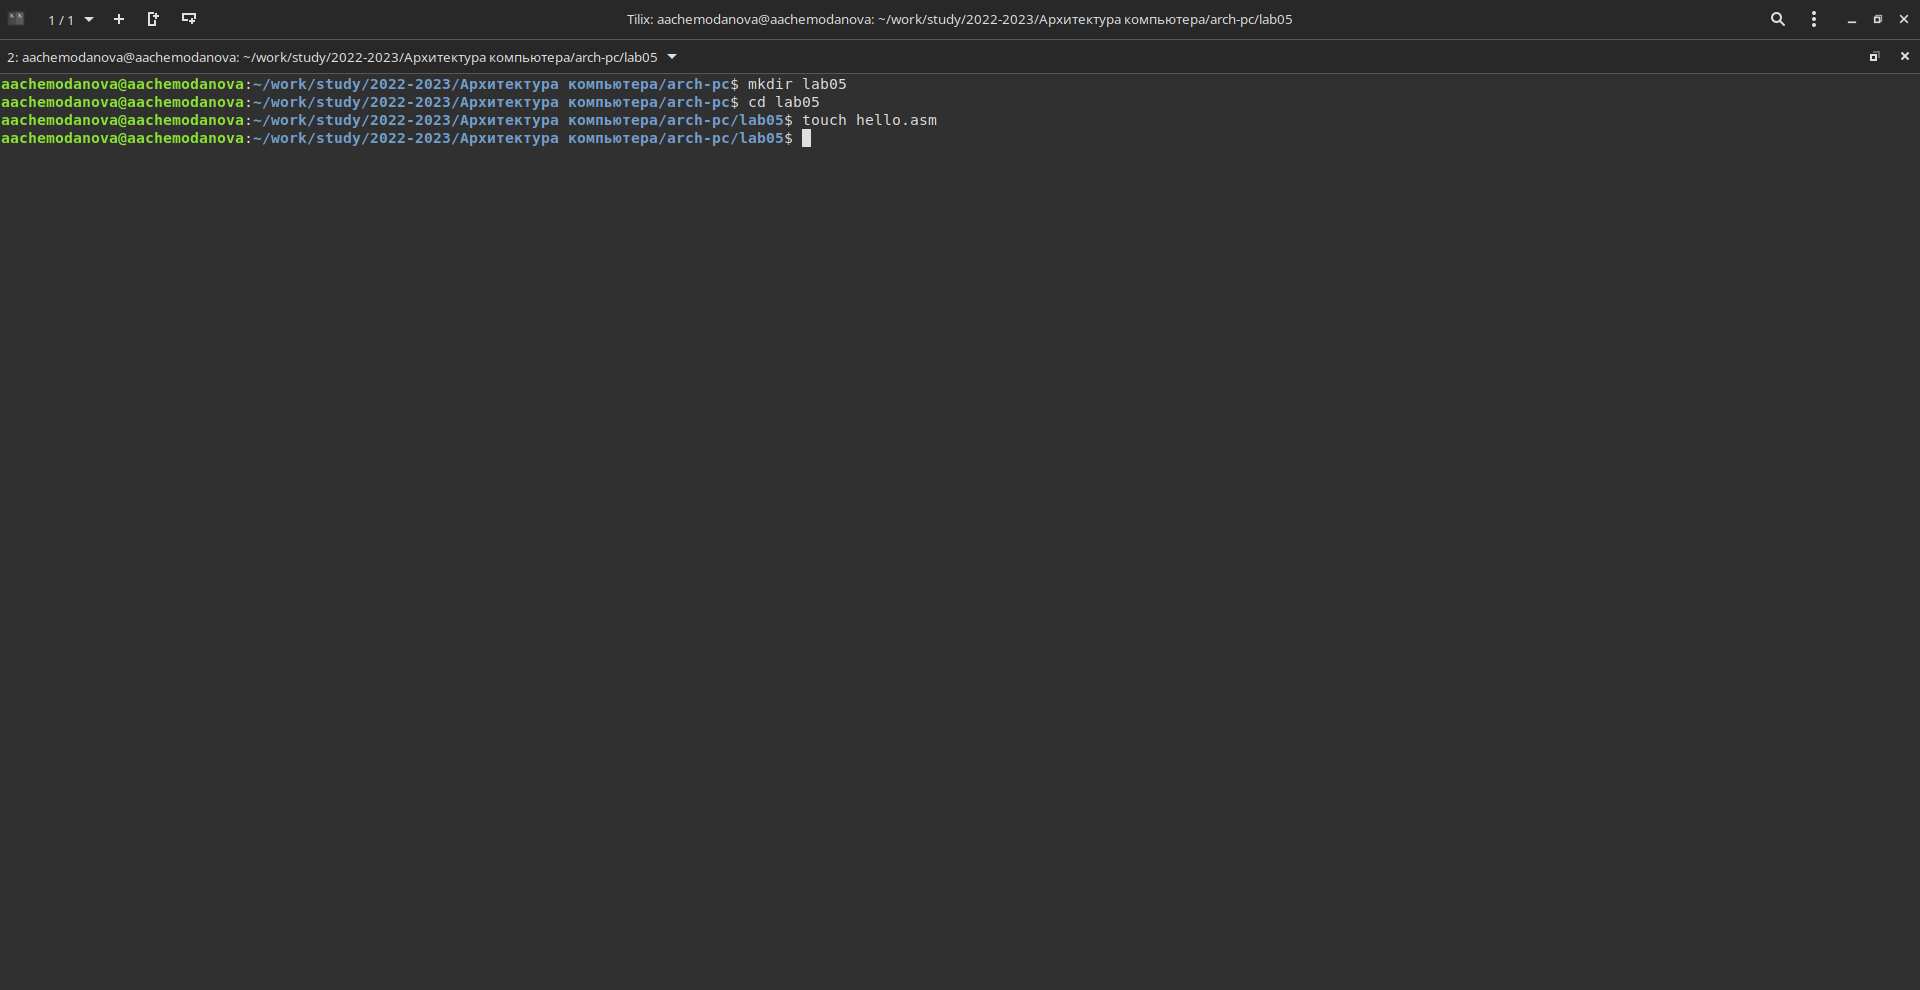 1 / 1
Tilix: aachemodanova@aachemodanova: ~/work/study/2022-2023/Архитектура компьютера/arch-pc/lab05
2: aachemodanova@aachemodanova: ~/work/study/2022-2023/Архитектура компьютера/arch-pc/lab05
aachemodanova@aachemodanova:~/work/study/2022-2023/Архитектура компьютера/arch-pc$ mkdir lab05
aachemodanova@aachemodanova:~/work/study/2022-2023/Архитектура компьютера/arch-pc$ cd lab05
aachemodanova@aachemodanova:~/work/study/2022-2023/Архитектура компьютера/arch-pc/lab05$ touch hello.asm
aachemodanova@aachemodanova:~/work/study/2022-2023/Архитектура компьютера/arch-pc/lab05$